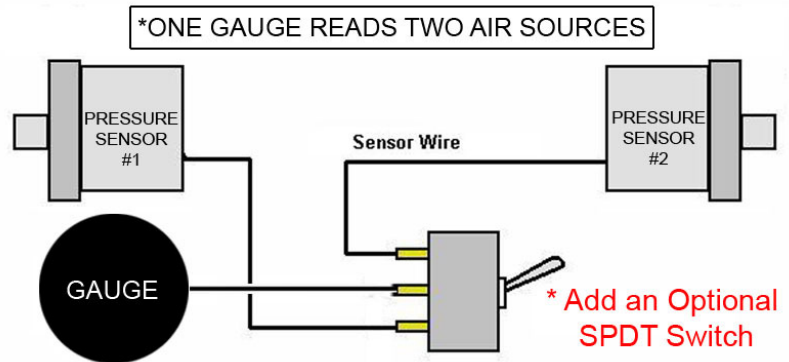 *ONE GAUGE READS TWO AIR SOURCES
PRESSURE
SENSOR
#1
Sensor Wire
PRESSURE
SENSOR
#2
GAUGE
* Add an Optional
SPDT Switch